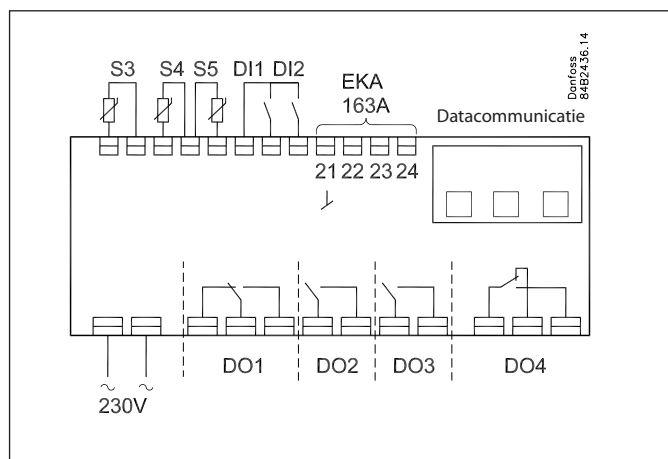 S3 S4 S5 DI1 DI2
EKA
163A
Danfoss
84B2436.14
Datacommunicatie
21 22 23 24
DO1 DO2 DO3 DO4
230V